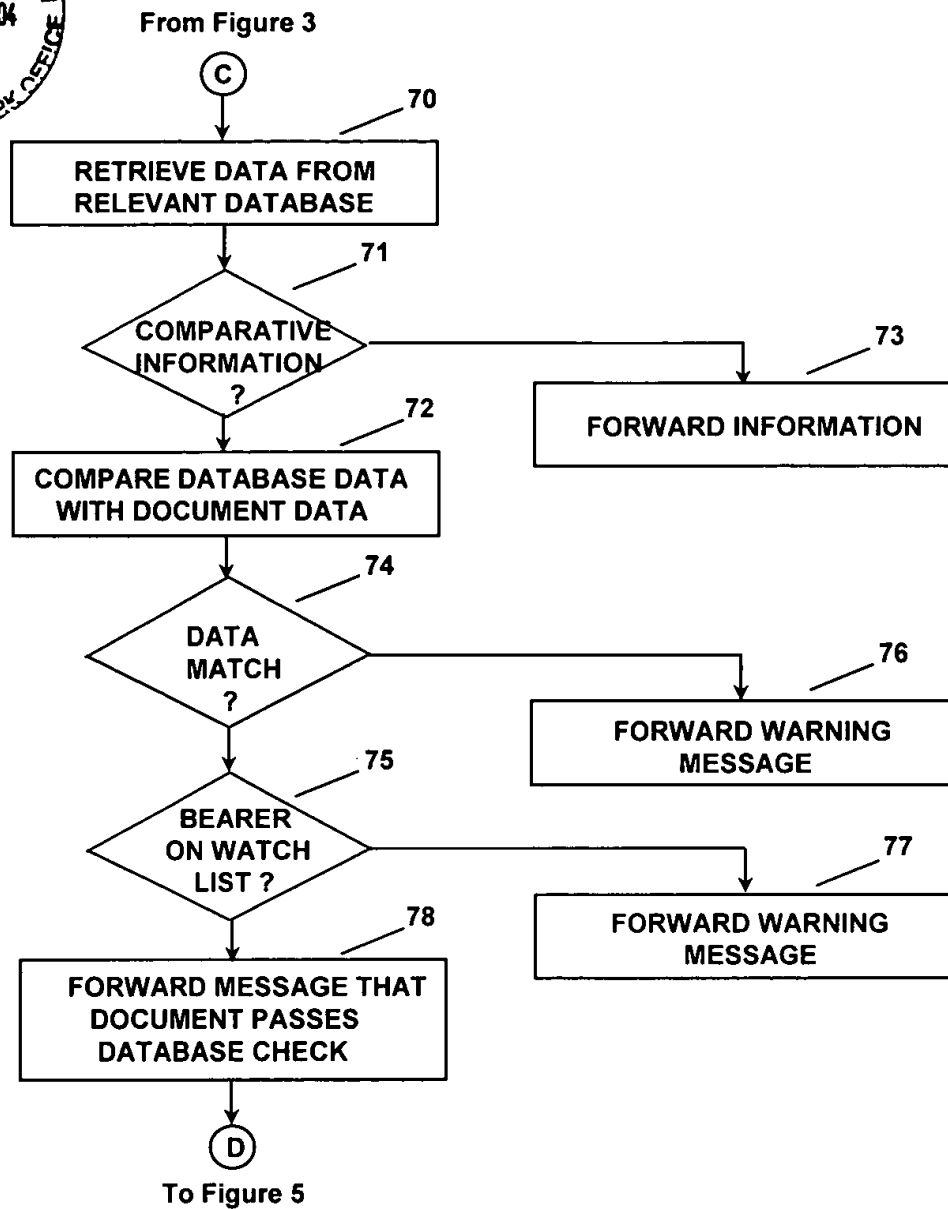 04
OFFICE
From Figure 3
C
70
RETRIEVE DATA FROM
RELEVANT DATABASE
71
COMPARATIVE
INFORMATION
?
73
FORWARD INFORMATION
72
COMPARE DATABASE DATA
WITH DOCUMENT DATA
74
DATA
MATCH
?
76
FORWARD WARNING
MESSAGE
75
BEARER
ON WATCH
LIST ?
77
FORWARD WARNING
MESSAGE
78
FORWARD MESSAGE THAT
DOCUMENT PASSES
DATABASE CHECK
D
To Figure 5